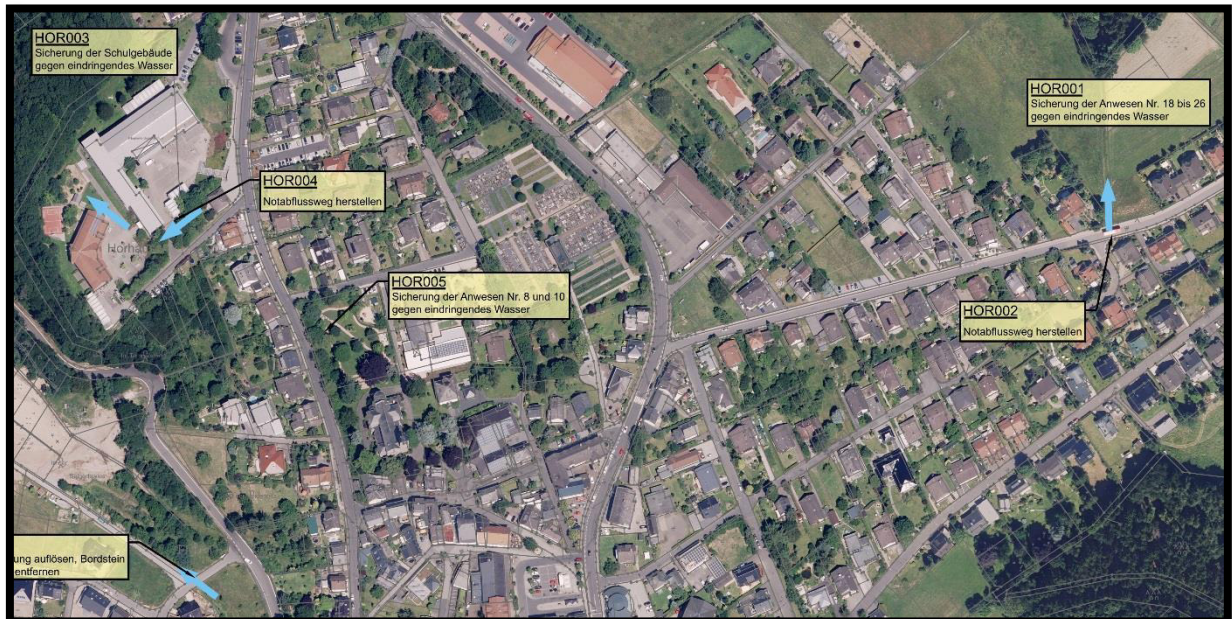 HOR003
Sicherung der Schulgebäude
gegen eindringendes Wasser
HOR001
Sicherung der Anwesen Nr. 18 bis 26
gegen eindringendes Wasser
HOR004
Notabflussweg herstellen
Horha
HOR005
Sicherung der Anwesen Nr. 8 und 10
gegen eindringendes Wasser
HOR002
Notabflussweg herstellen
ung auflösen, Bordstein
entfernen